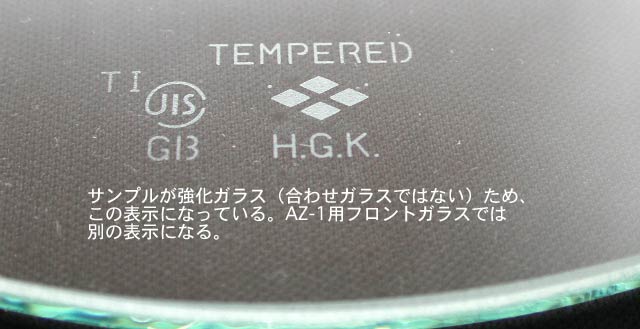 TEMPERED
T I
JIS
G13
H.G.K.
サンプルが強化ガラス（合わせガラスではない）ため、
この表示になっている。AZ-1用フロントガラスでは
別の表示になる。